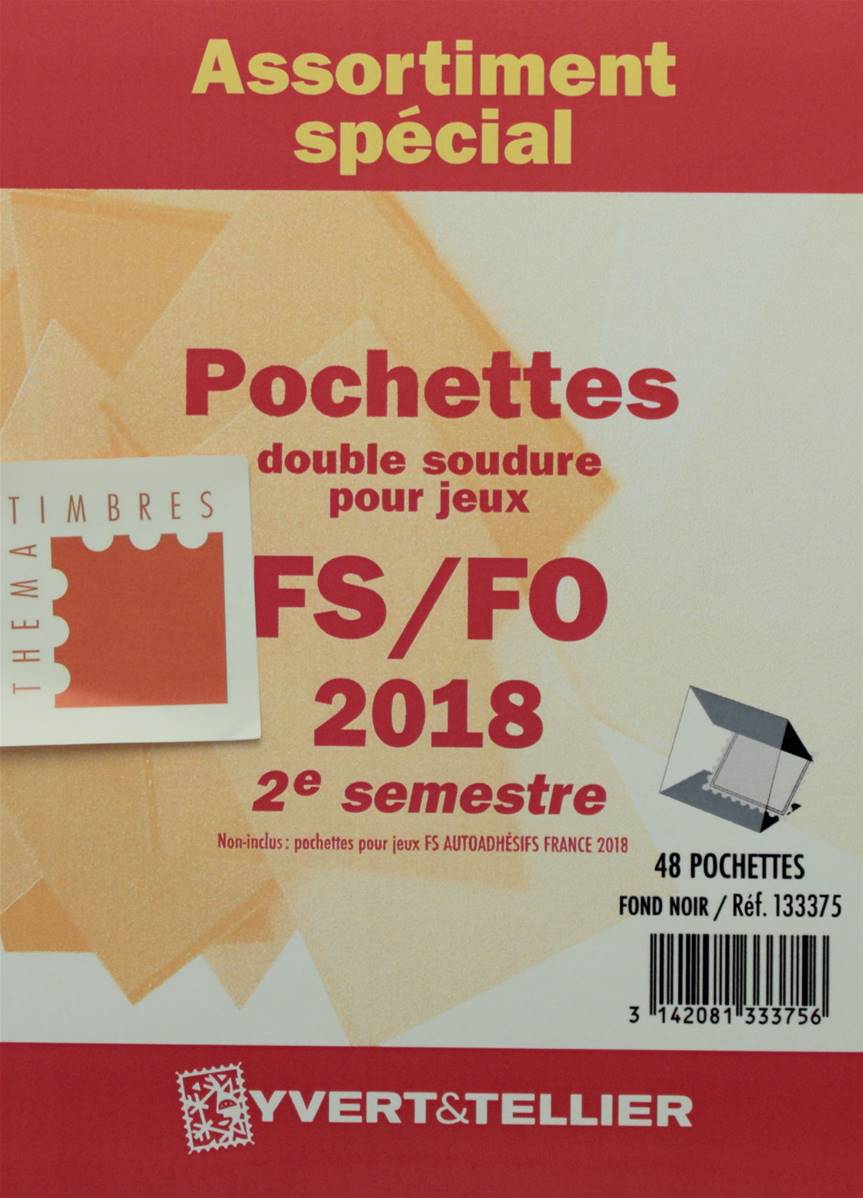 Assortiment
spécial
Pochettes
double soudure
pour jeux
TIMBRES
THEMA
FS/FO
2018
2e semestre
Non-inclus : pochettes pour jeux FS AUTOADHÉSIFS FRANCE 2018
48 POCHETTES
FOND NOIR / Réf. 133375
3 142081 333756
YVERT&TELLIER